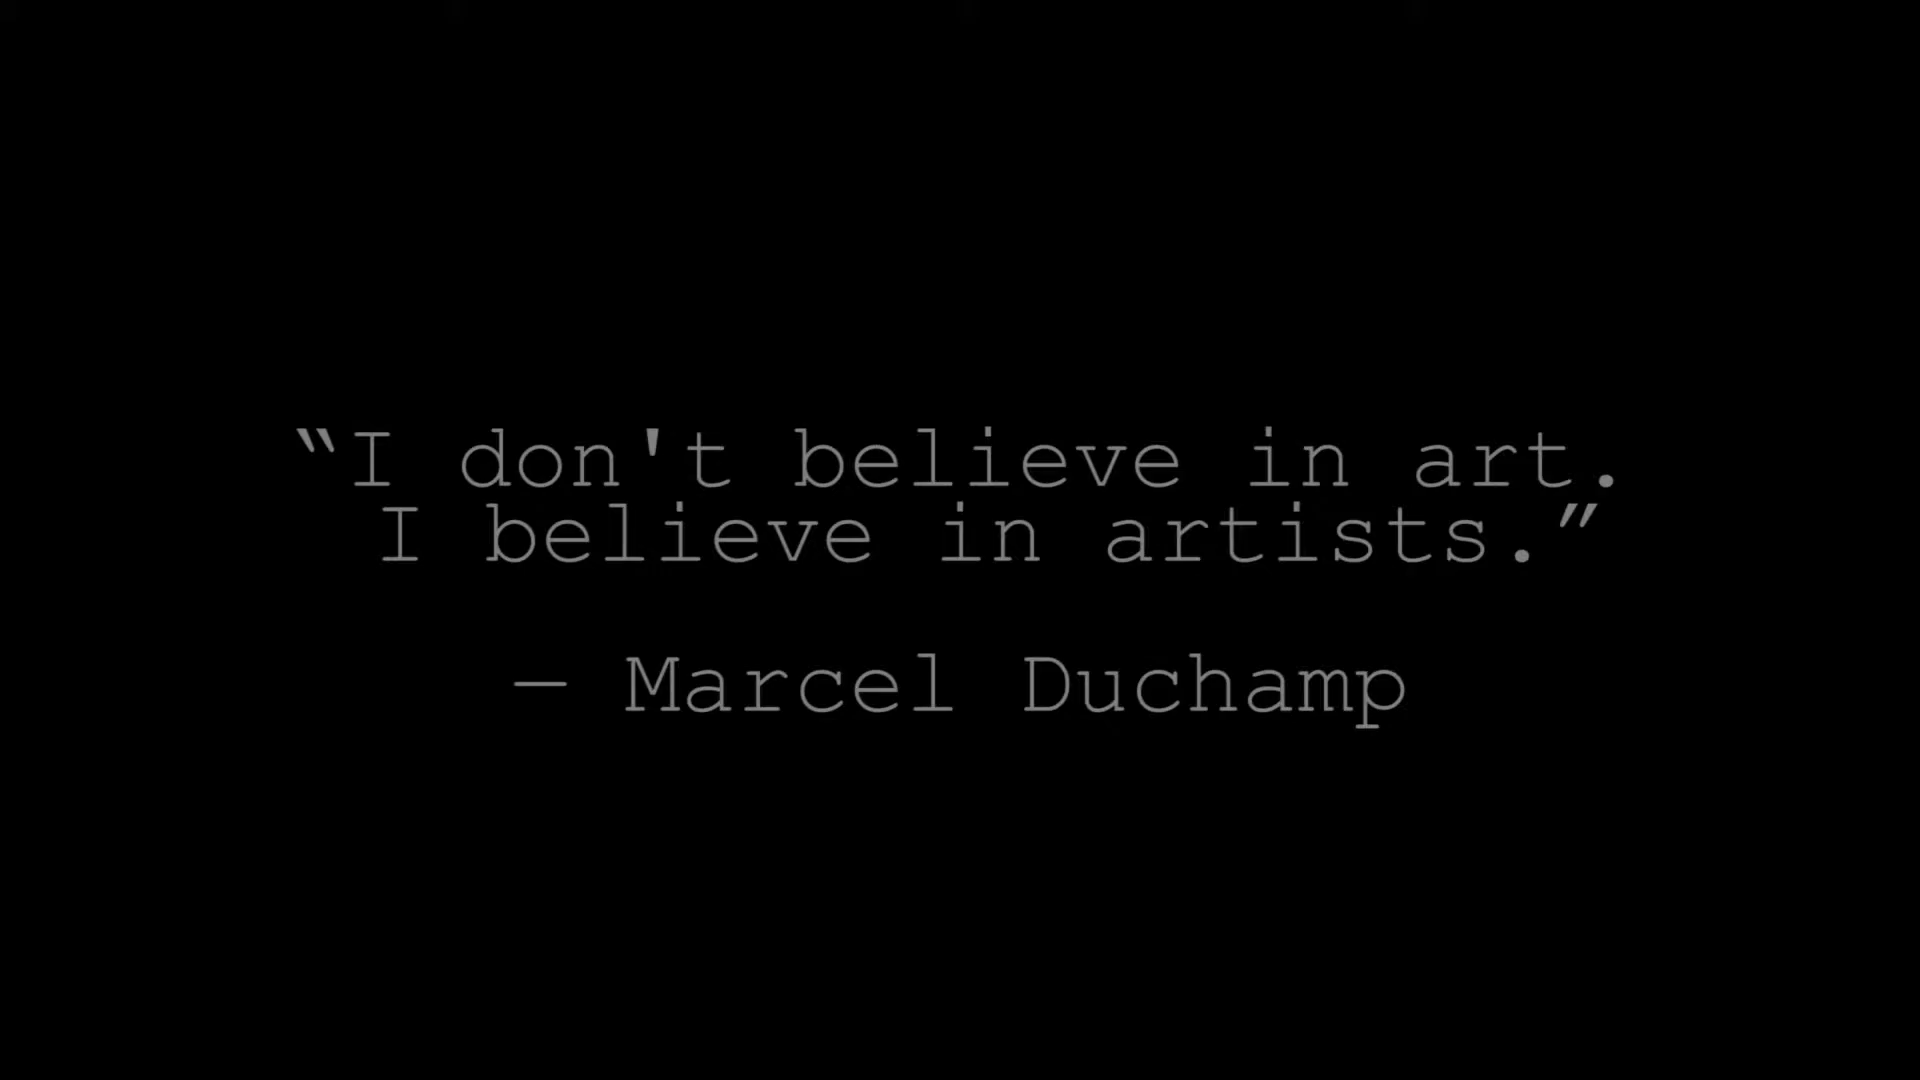 “I don't believe in art.
I believe in artists.”
— Marcel Duchamp